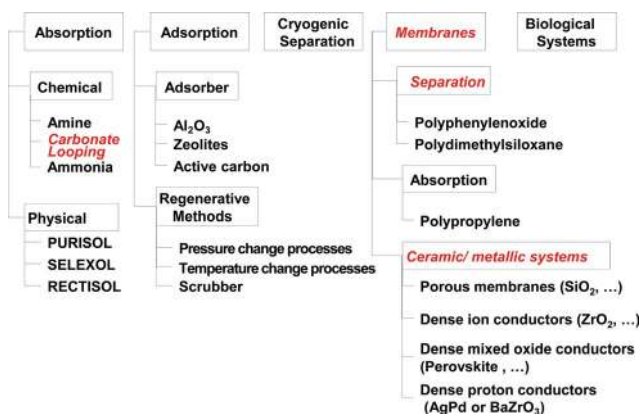 Absorption
Chemical
Amine
Carbonate
Looping
Ammonia
Physical
PURISOL
SELEXOL
RECTISOL
Adsorption
Adsorber
Al2O3
Zeolites
Active carbon
Regenerative
Methods
Pressure change processes
Temperature change processes
Scrubber
Cryogenic
Separation
Membranes
Separation
Polyphenylenoxide
Polydimethylsiloxane
Absorption
Polypropylene
Ceramic/ metallic systems
Porous membranes (SiO2, ...)
Dense ion conductors (ZrO2, ...)
Dense mixed oxide conductors
(Perovskite , ...)
Dense proton conductors
(AgPd or BaZrO3)
Biological
Systems